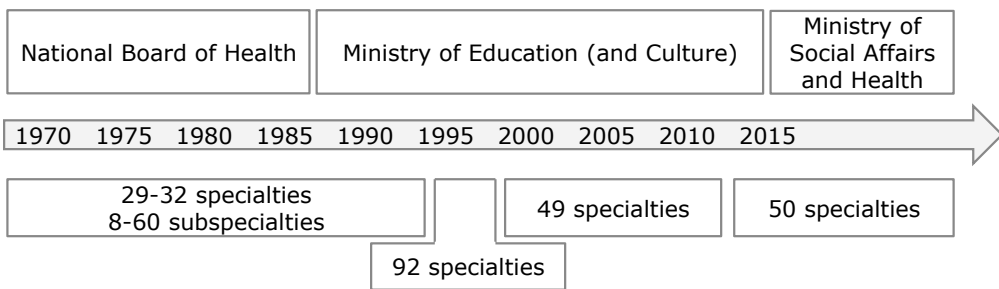 National Board of Health
Ministry of Education (and Culture)
Ministry of
Social Affairs
and Health
1970 1975 1980 1985 1990 1995 2000 2005 2010 2015
29-32 specialties
8-60 subspecialties
49 specialties
50 specialties
92 specialties